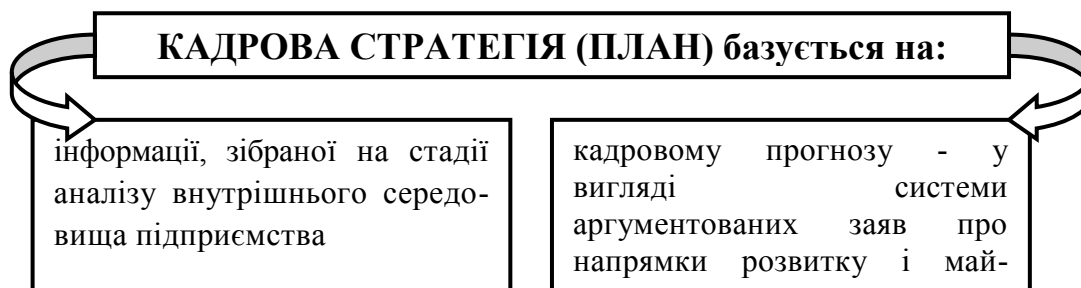 КАДРОВА СТРАТЕГІЯ (ПЛАН) базується на:
інформації, зібраної на стадії
аналізу внутрішнього середо-
вища підприємства
кадровому прогнозу - у
вигляді системи
аргументованих заяв про
напрямки розвитку і май-